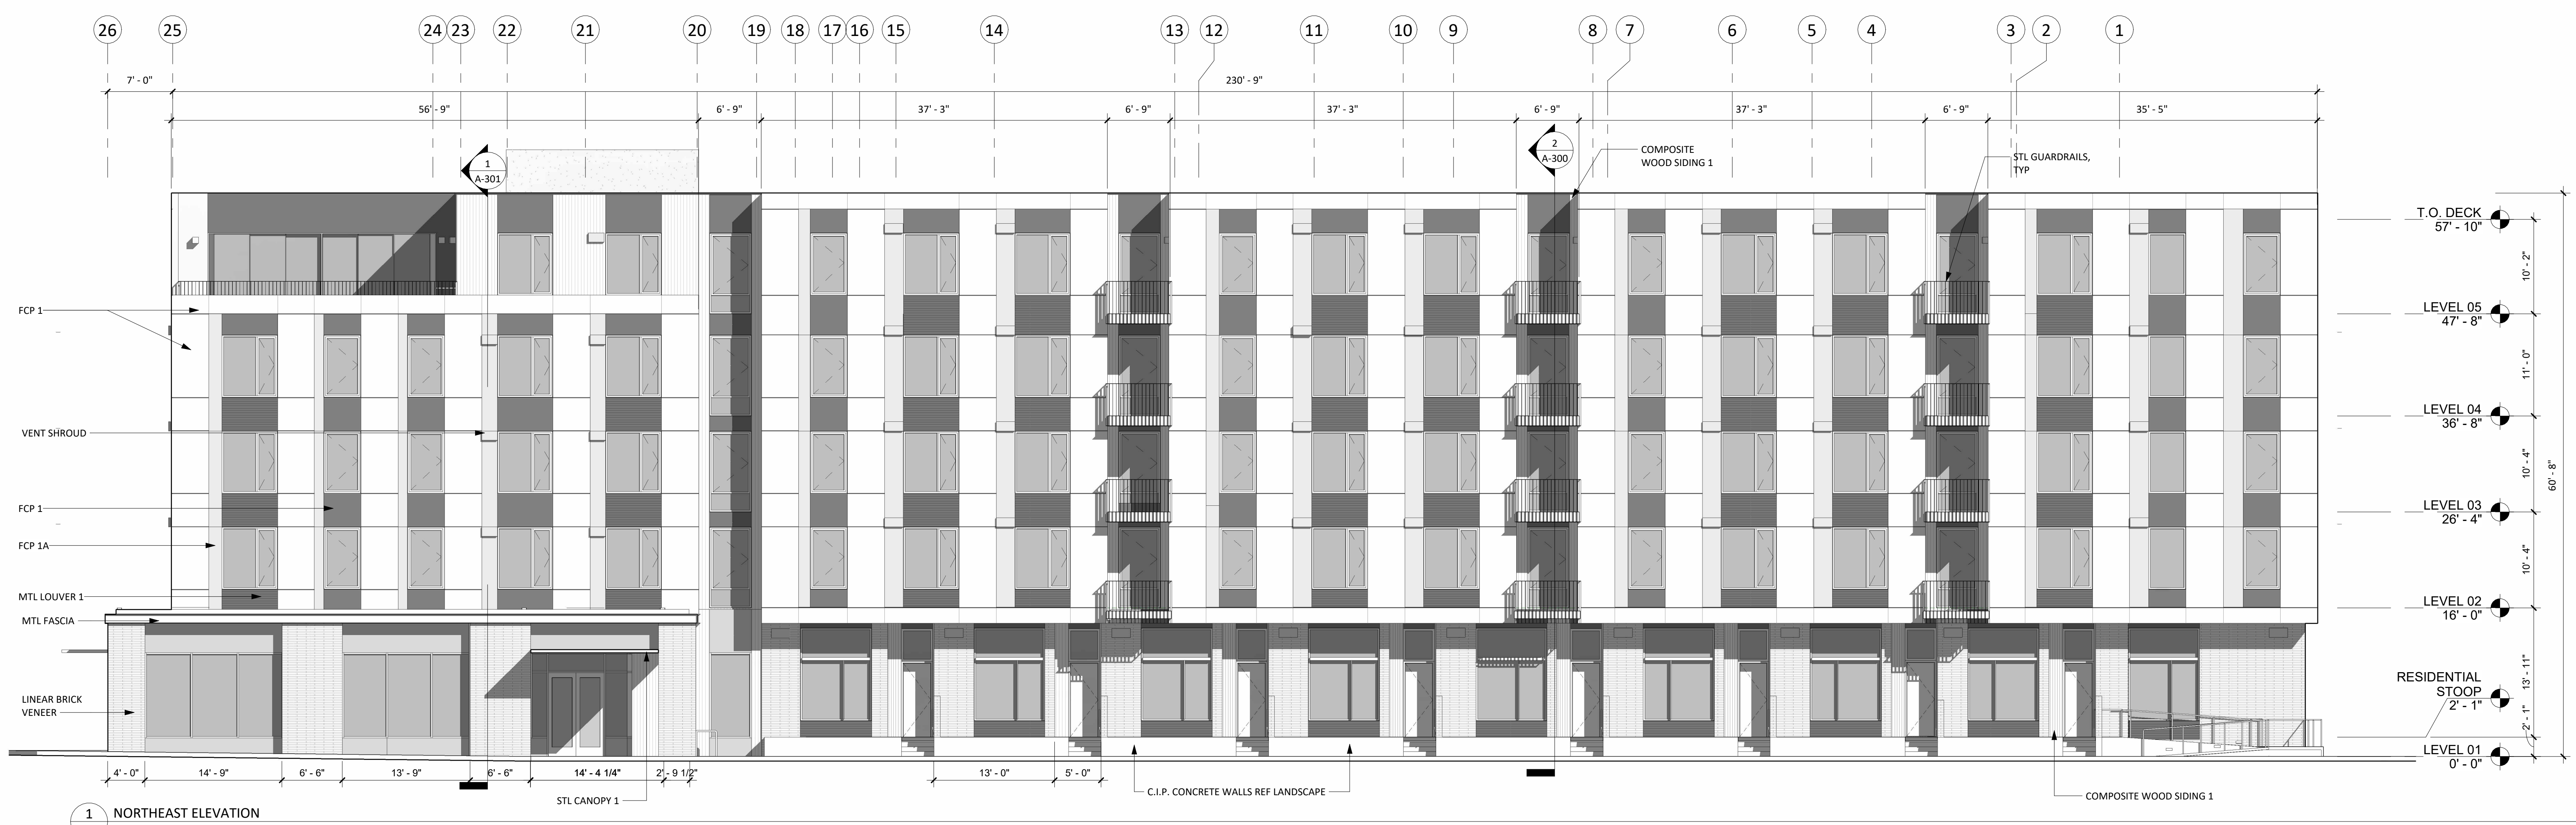 26 25 24 23 22 21 20 19 18 17 16 15 14 13 12 11 10 9 8 7 6 5 4 3 2 1
7' - 0" 230' - 9"
56' - 9" 6' - 9" 37' - 3" 6' - 9" 37' - 3" 6' - 9" 37' - 3" 6' - 9" 35' - 5"
1
A-301
2
A-300
COMPOSITE
WOOD SIDING 1
STL GUARDRAILS,
TYP
T.O. DECK
57' - 10"
10' - 2"
LEVEL 05
47' - 8"
11' - 0"
LEVEL 04
36' - 8"
10' - 4"
LEVEL 03
26' - 4"
10' - 4"
LEVEL 02
16' - 0"
13' - 11"
RESIDENTIAL
STOOP
2' - 1"
2' - 1"
LEVEL 01
0' - 0"
60' - 8"
FCP 1
VENT SHROUD
FCP 1
FCP 1A
MTL LOUVER 1
MTL FASCIA
LINEAR BRICK
VENEER
4' - 0" 14' - 9" 6' - 6" 13' - 9" 6' - 6" 14' - 4 1/4" 2' - 9 1/2" 13' - 0" 5' - 0"
STL CANOPY 1
C.I.P. CONCRETE WALLS REF LANDSCAPE
COMPOSITE WOOD SIDING 1
1 NORTHEAST ELEVATION